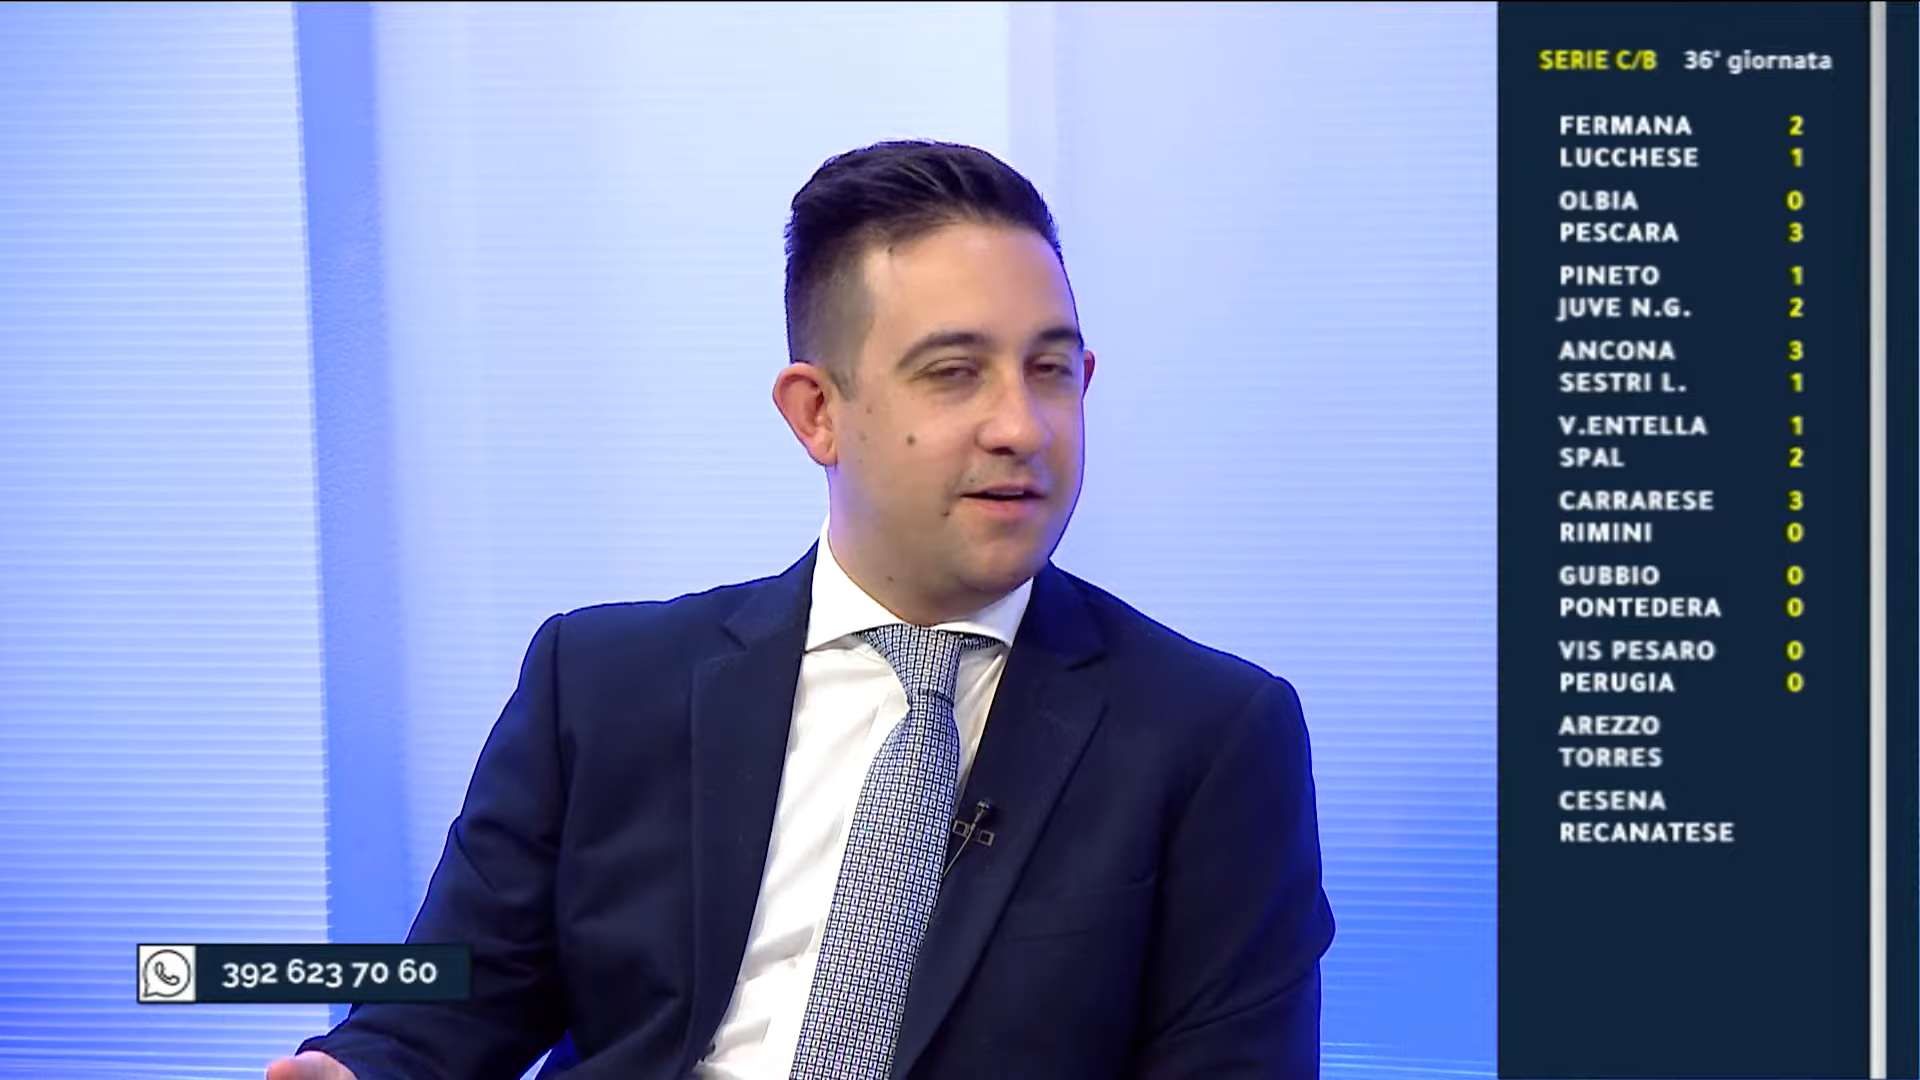 SERIE C/B 36ª giornata
FERMANA 2
LUCCHESE 1
OLBIA 0
PESCARA 3
PINETO 1
JUVE N.G. 2
ANCONA 3
SESTRI L. 1
V.ENTELLA 1
SPAL 2
CARRARESE 3
RIMINI 0
GUBBIO 0
PONTEDERA 0
VIS PESARO 0
PERUGIA 0
AREZZO
TORRES
CESENA
RECANATESE
392 623 70 60